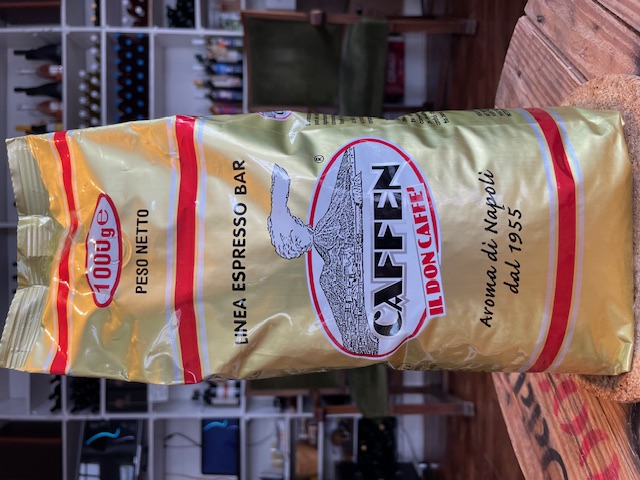 1000g e
PESO NETTO
LINEA ESPRESSO BAR
®
CAFFEN
IL DON CAFFE'
Aroma di Napoli
dal 1955